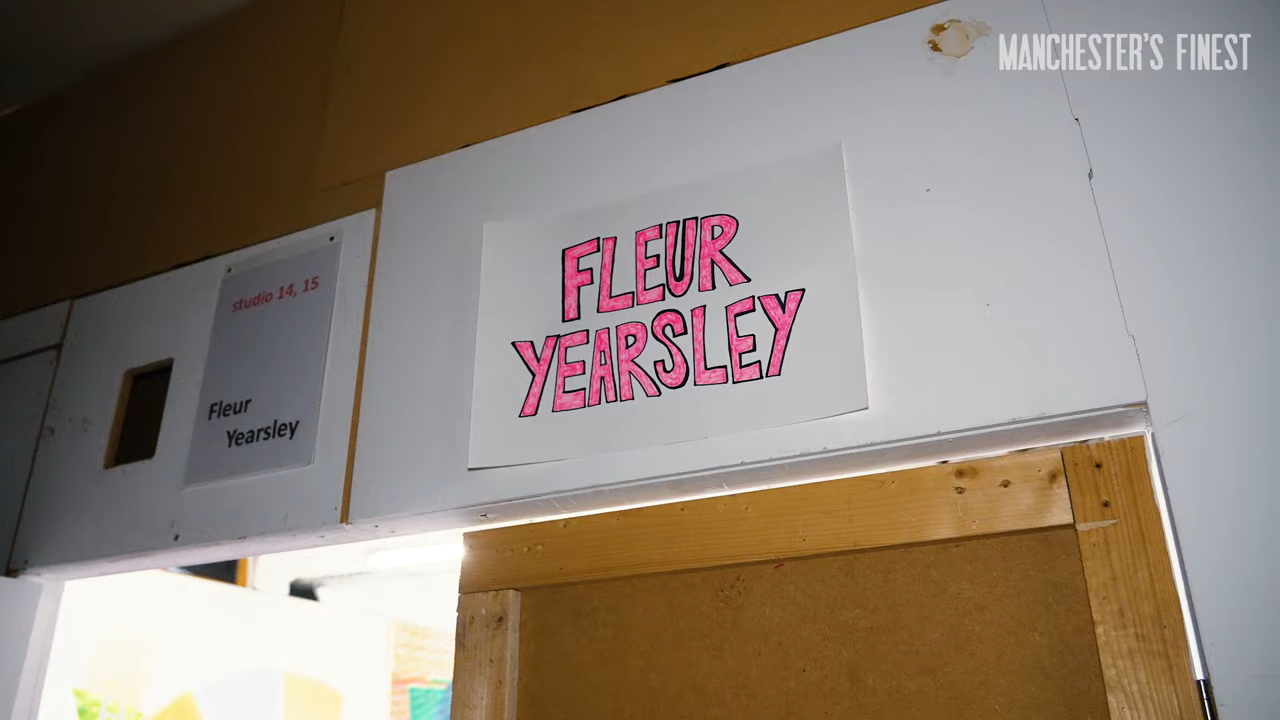 MANCHESTER'S FINEST
studio 14, 15
Fleur
Yearsley
FLEUR
YEARSLEY